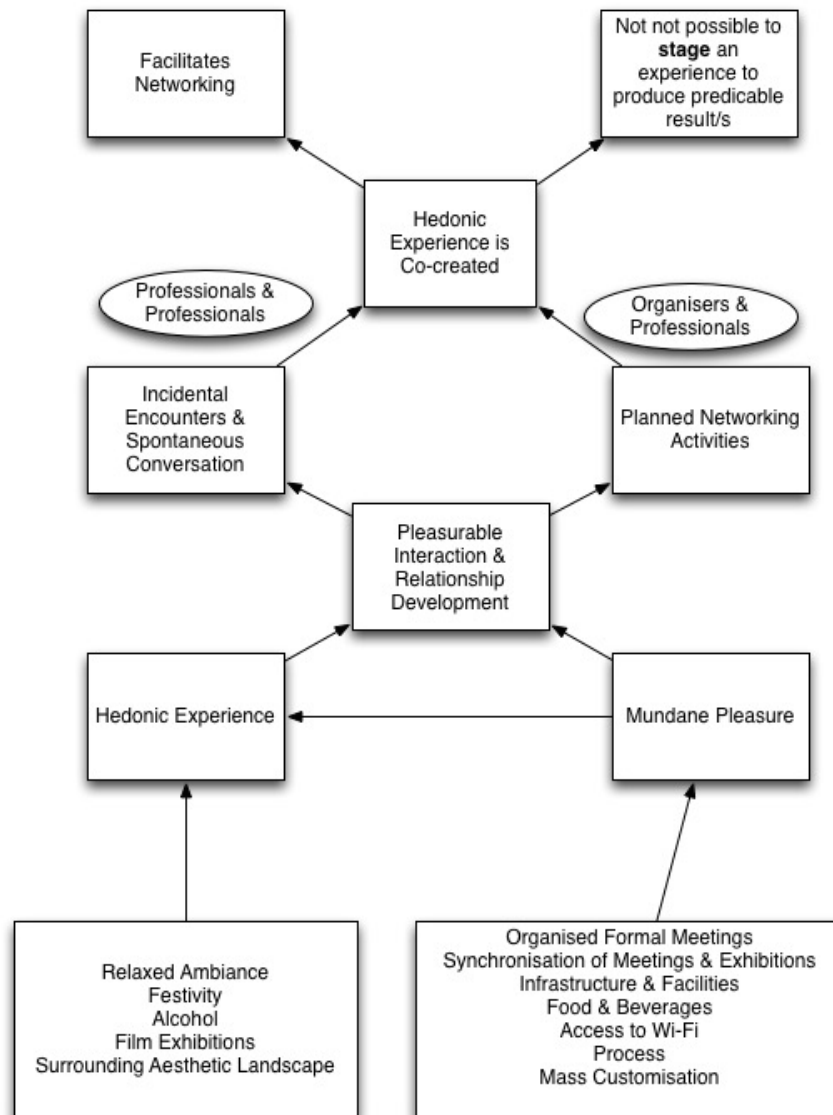 Facilitates
Networking
Not not possible to
stage an
experience to
produce predicable
result/s
Hedonic
Experience is
Co-created
Professionals &
Professionals
Organisers &
Professionals
Incidental
Encounters &
Spontaneous
Conversation
Planned Networking
Activities
Pleasurable
Interaction &
Relationship
Development
Hedonic Experience
Mundane Pleasure
Relaxed Ambiance
Festivity
Alcohol
Film Exhibitions
Surrounding Aesthetic Landscape
Organised Formal Meetings
Synchronisation of Meetings & Exhibitions
Infrastructure & Facilities
Food & Beverages
Access to Wi-Fi
Process
Mass Customisation